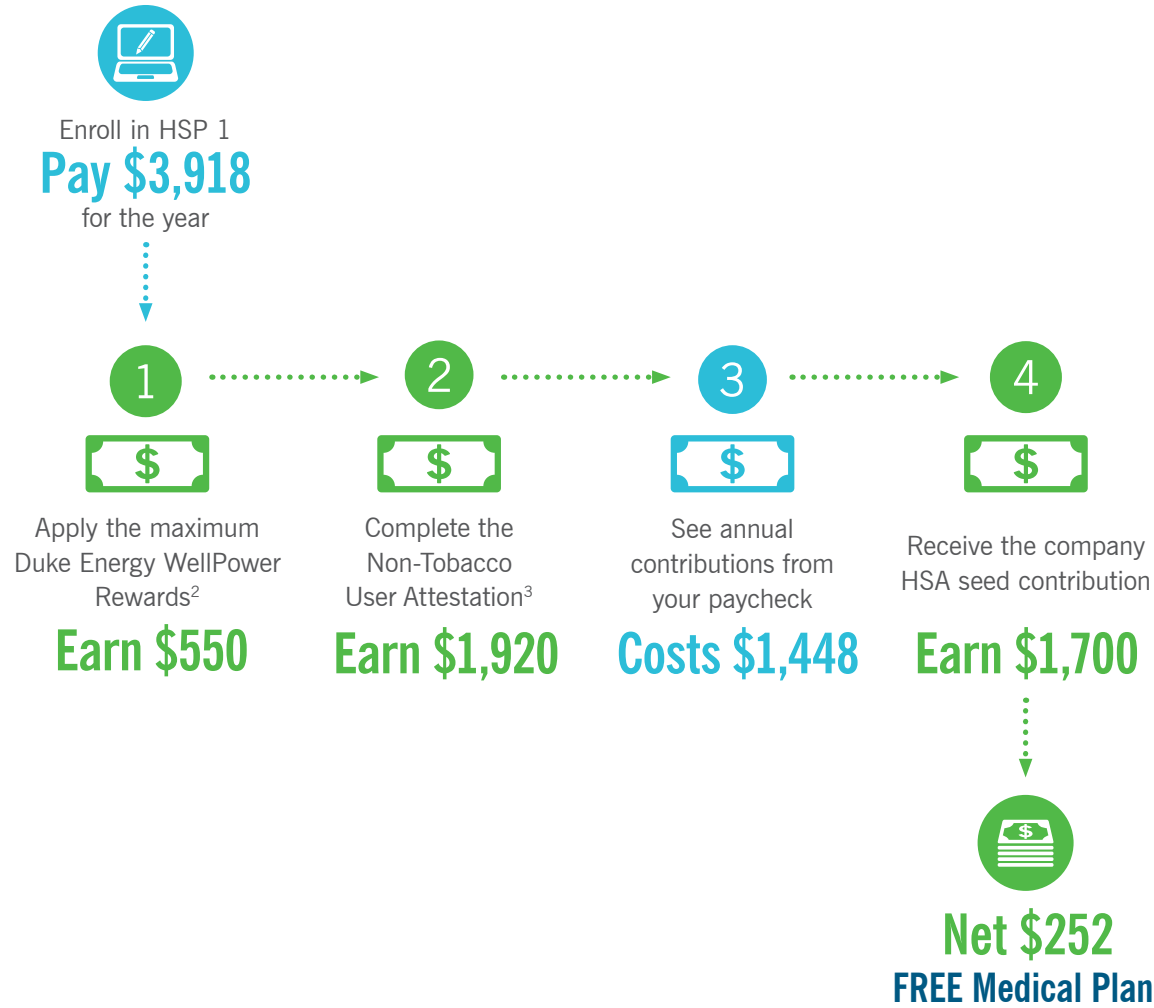 Enroll in HSP 1
Pay $3,918
for the year
1
$
Apply the maximum
Duke Energy WellPower
Rewards2
Earn $550
2
$
Complete the
Non-Tobacco
User Attestation3
Earn $1,920
3
$
See annual
contributions from
your paycheck
Costs $1,448
4
$
Receive the company
HSA seed contribution
Earn $1,700
$
Net $252
FREE Medical Plan